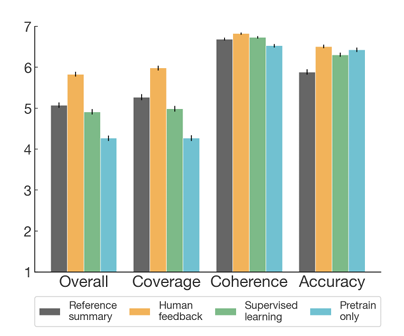 7
6
5
4
3
2
1
Overall Coverage Coherence Accuracy
Reference summary
Human feedback
Supervised learning
Pretrain only